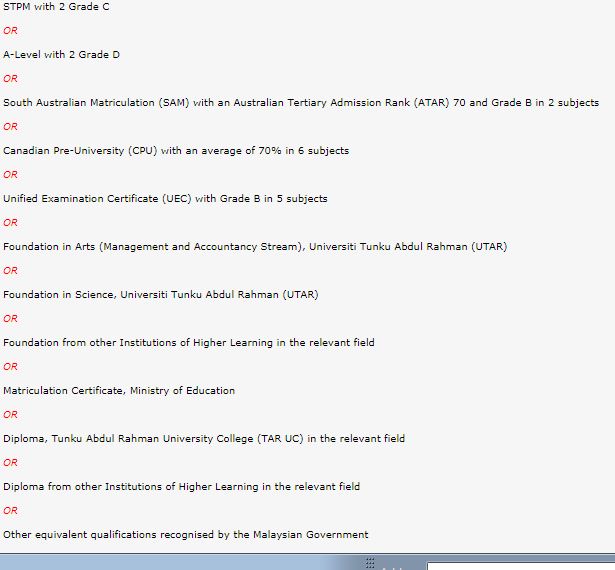 STPM with 2 Grade C
OR
A-Level with 2 Grade D
OR
South Australian Matriculation (SAM) with an Australian Tertiary Admission Rank (ATAR) 70 and Grade B in 2 subjects
OR
Canadian Pre-University (CPU) with an average of 70% in 6 subjects
OR
Unified Examination Certificate (UEC) with Grade B in 5 subjects
OR
Foundation in Arts (Management and Accountancy Stream), Universiti Tunku Abdul Rahman (UTAR)
OR
Foundation in Science, Universiti Tunku Abdul Rahman (UTAR)
OR
Foundation from other Institutions of Higher Learning in the relevant field
OR
Matriculation Certificate, Ministry of Education
OR
Diploma, Tunku Abdul Rahman University College (TAR UC) in the relevant field
OR
Diploma from other Institutions of Higher Learning in the relevant field
OR
Other equivalent qualifications recognised by the Malaysian Government